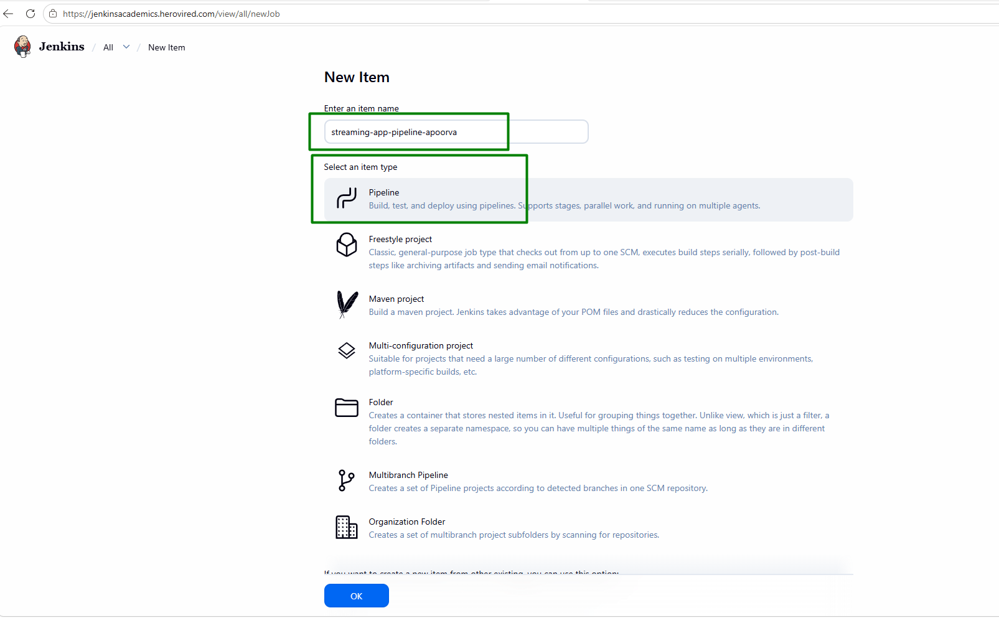 https://jenkinsacademics.herovired.com/view/all/newJob
Jenkins / All / New Item
New Item
Enter an item name
streaming-app-pipeline-apoorva
Select an item type
Pipeline
Build, test, and deploy using pipelines. Supports stages, parallel work, and running on multiple agents.
Freestyle project
Classic, general-purpose job type that checks out from up to one SCM, executes build steps serially, followed by post-build
steps like archiving artifacts and sending email notifications.
Maven project
Build a maven project. Jenkins takes advantage of your POM files and drastically reduces the configuration.
Multi-configuration project
Suitable for projects that need a large number of different configurations, such as testing on multiple environments,
platform-specific builds, etc.
Folder
Creates a container that stores nested items in it. Useful for grouping things together. Unlike view, which is just a filter, a
folder creates a separate namespace, so you can have multiple things of the same name as long as they are in different
folders.
Multibranch Pipeline
Creates a set of Pipeline projects according to detected branches in one SCM repository.
Organization Folder
Creates a set of multibranch project subfolders by scanning for repositories.
If you want to create a new item from other existing, you can use this option:
OK